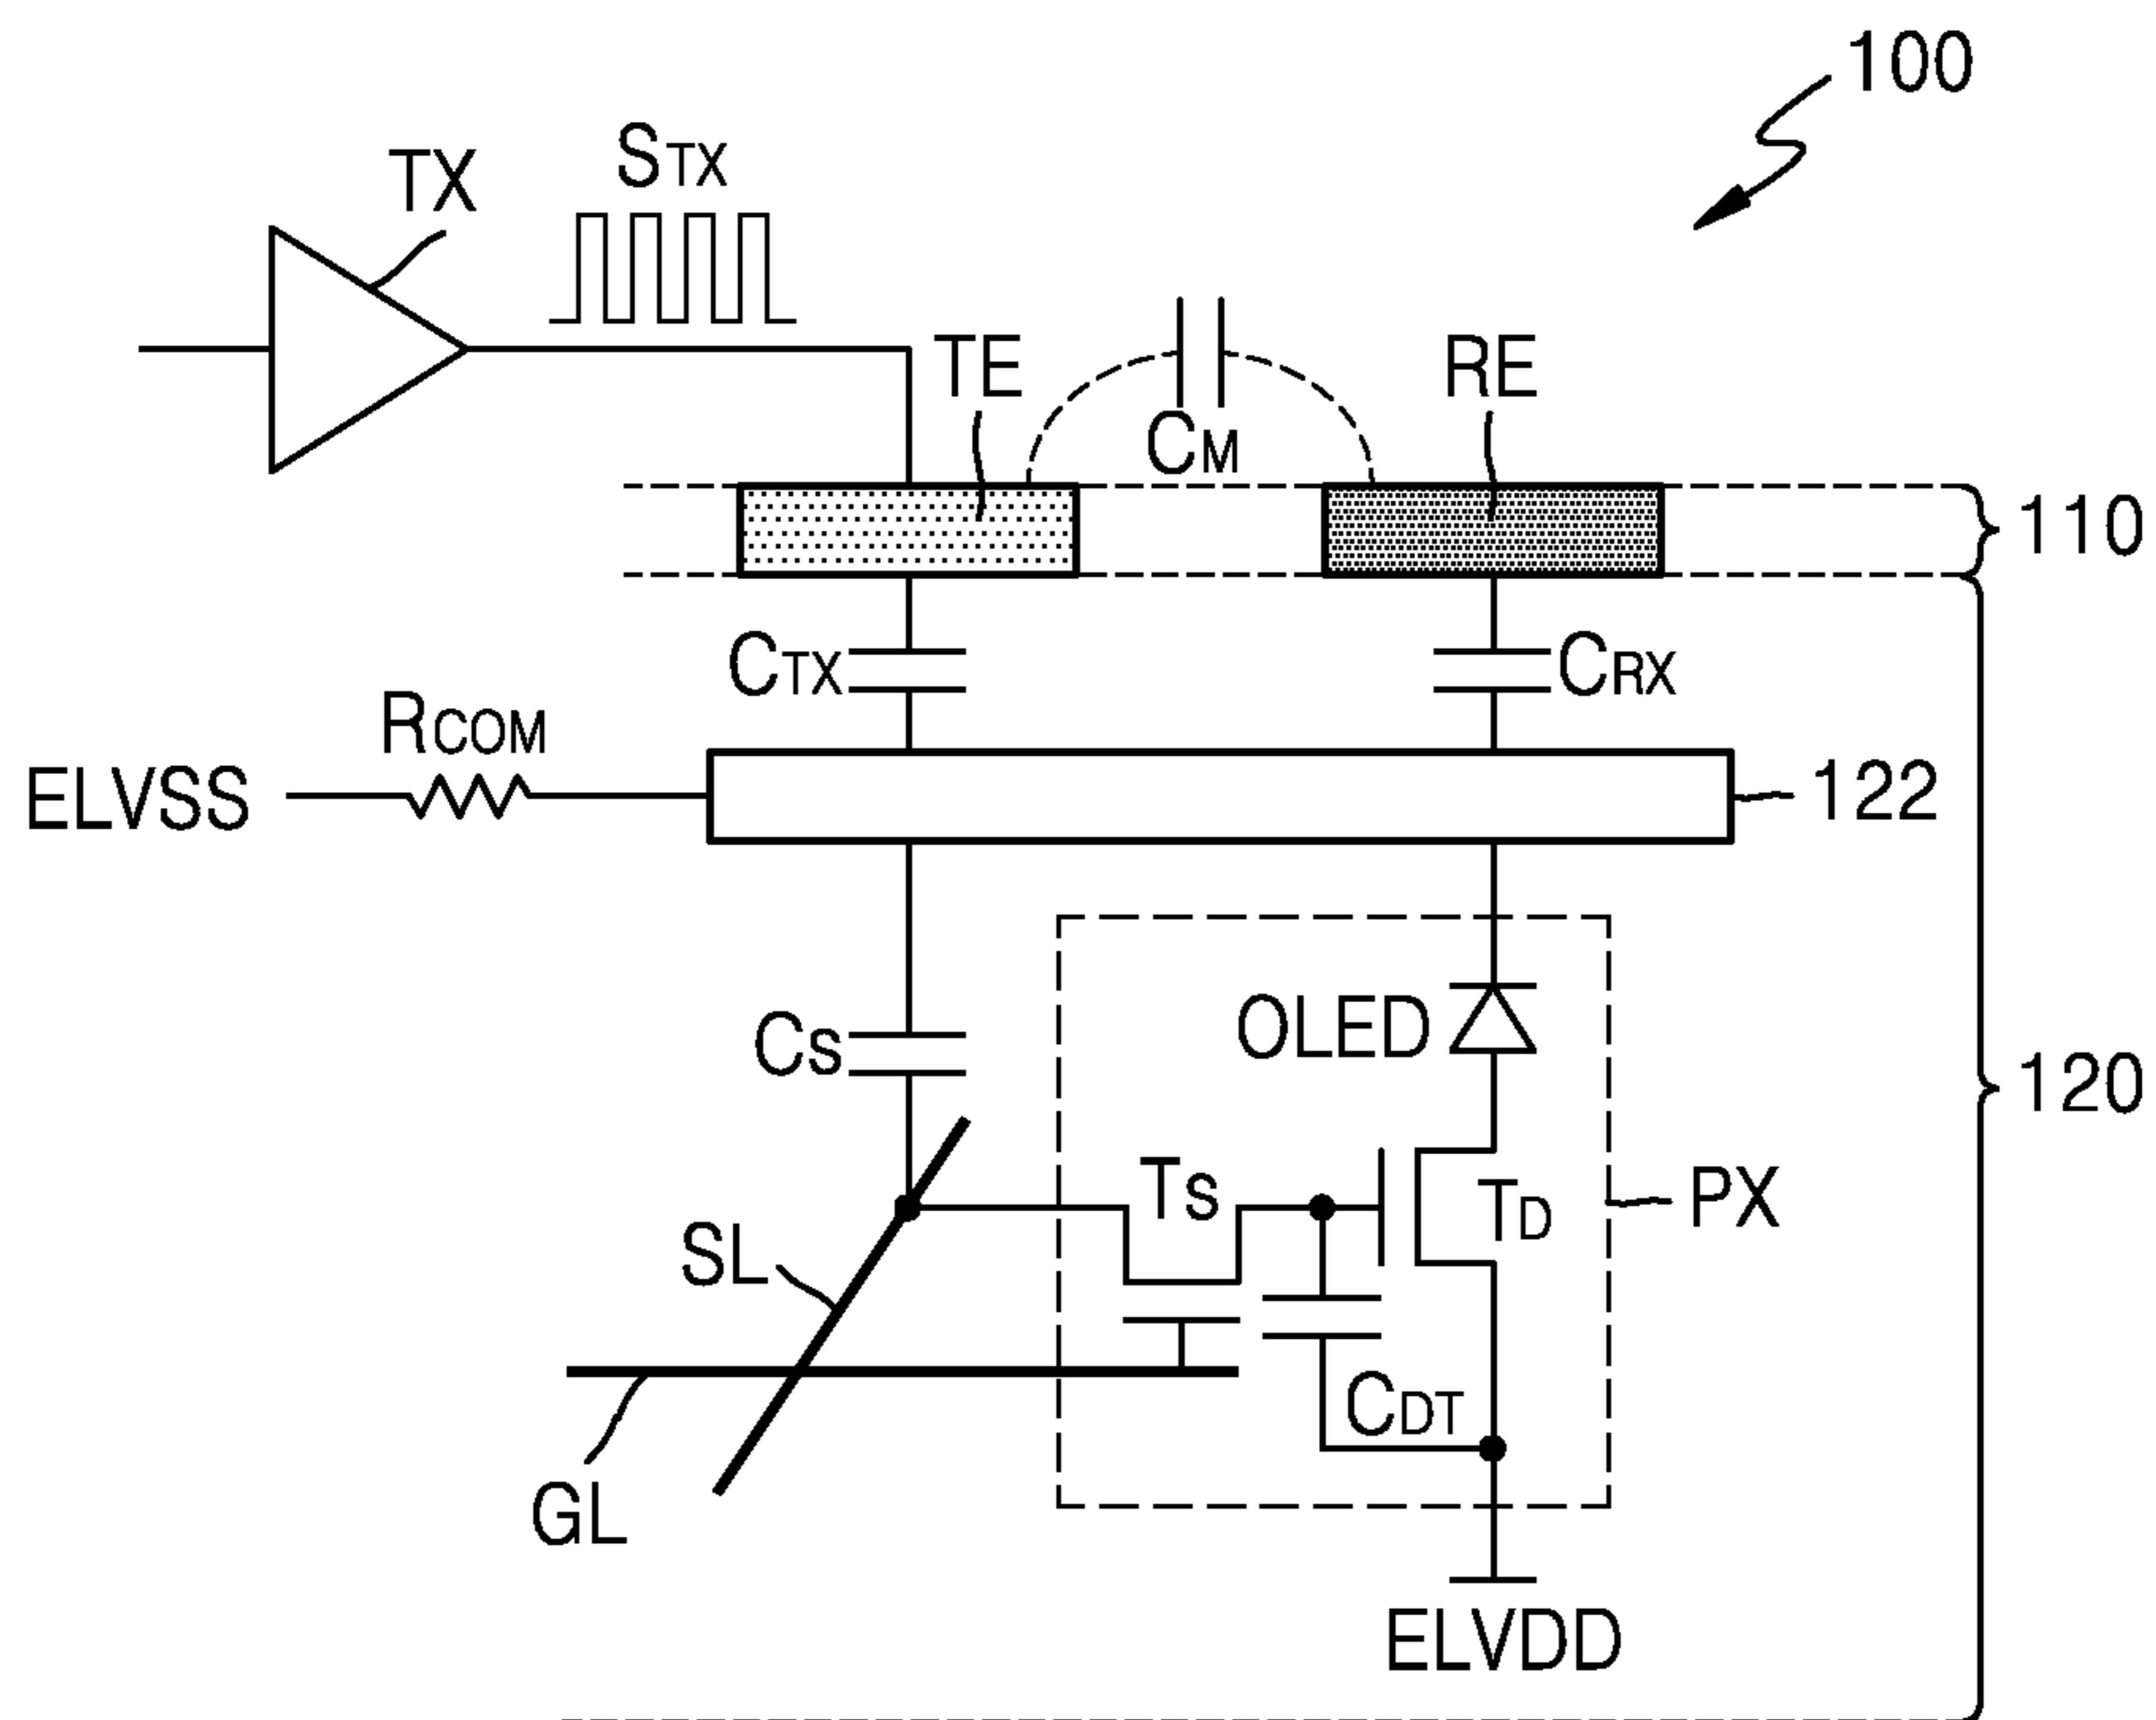 100
STX
TX
TE
RE
CM
110
CTX
CRX
RCOM
ELVSS
122
OLED
CS
120
TS
TD
PX
SL
CDT
GL
ELVDD